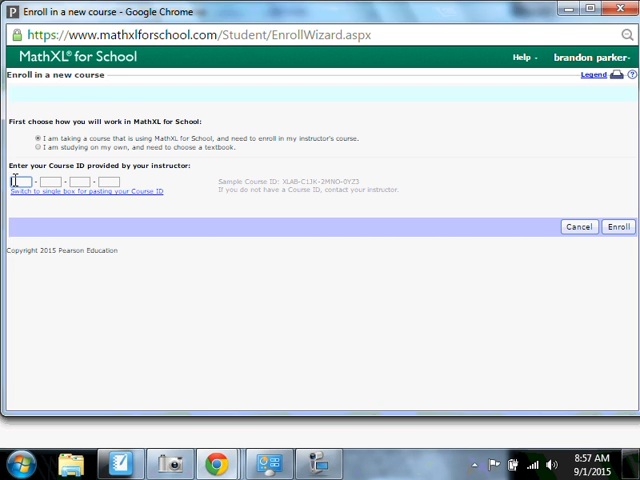 P
Enroll in a new course - Google Chrome
https://www.mathxlforschool.com/Student/EnrollWizard.aspx
MathXL® for School
Help
brandon parker
Enroll in a new course
Legend
?
First choose how you will work in MathXL for School:
I am taking a course that is using MathXL for School, and need to enroll in my instructor's course.
I am studying on my own, and need to choose a textbook.
Enter your Course ID provided by your instructor:
- - -
Sample Course ID: XLAB-C1JK-2MNO-0YZ3
Switch to single box for pasting your Course ID
If you do not have a Course ID, contact your instructor.
Cancel
Enroll
Copyright 2015 Pearson Education
8:57 AM
9/1/2015